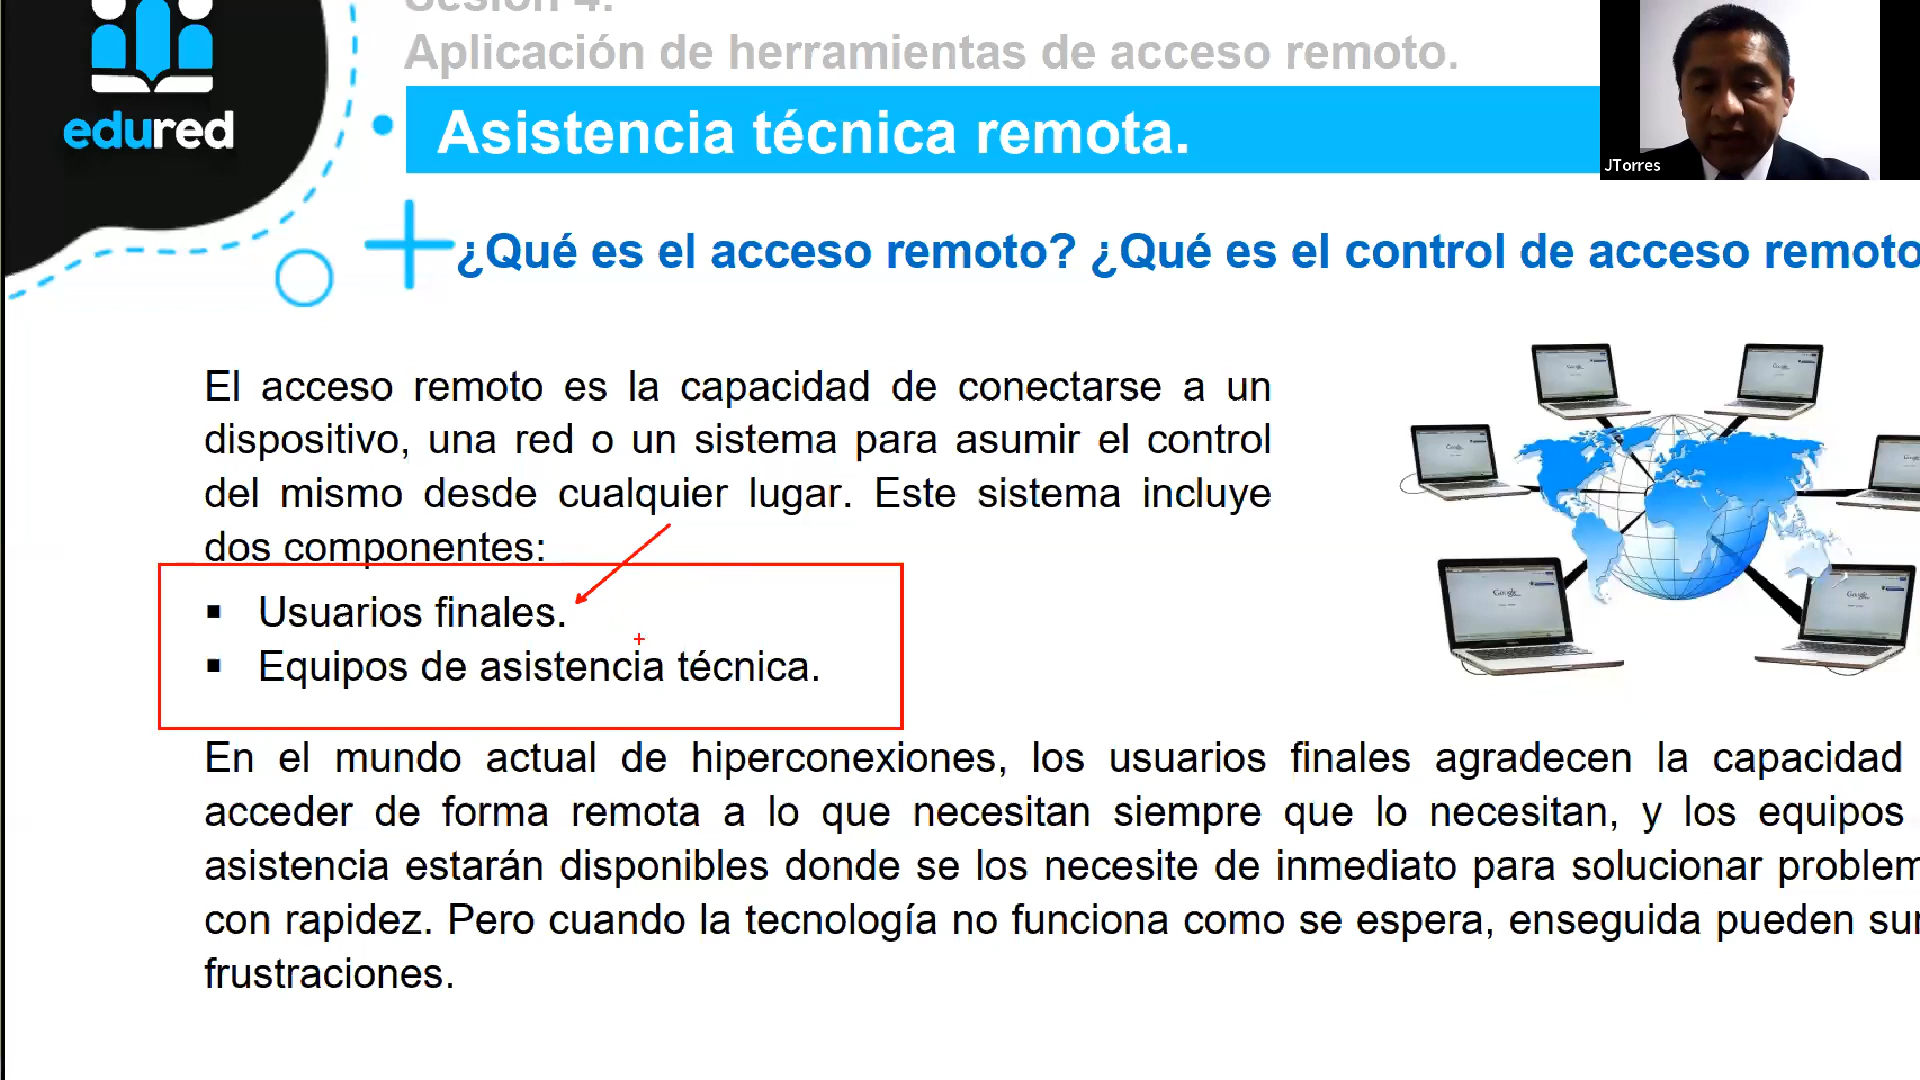 Sesión 4.
Aplicación de herramientas de acceso remoto.
edured
Asistencia técnica remota.
JTorres
¿Qué es el acceso remoto? ¿Qué es el control de acceso remoto
El acceso remoto es la capacidad de conectarse a un
dispositivo, una red o un sistema para asumir el control
del mismo desde cualquier lugar. Este sistema incluye
dos componentes:
▪ Usuarios finales.
▪ Equipos de asistencia técnica.
En el mundo actual de hiperconexiones, los usuarios finales agradecen la capacidad
acceder de forma remota a lo que necesitan siempre que lo necesitan, y los equipos
asistencia estarán disponibles donde se los necesite de inmediato para solucionar problem
con rapidez. Pero cuando la tecnología no funciona como se espera, enseguida pueden sur
frustraciones.